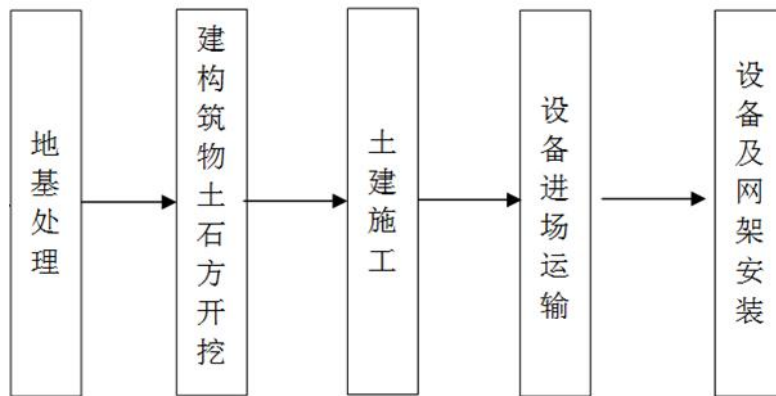 地基处理
建构筑物土石方开挖
土建施工
设备进场运输
设备及网架安装